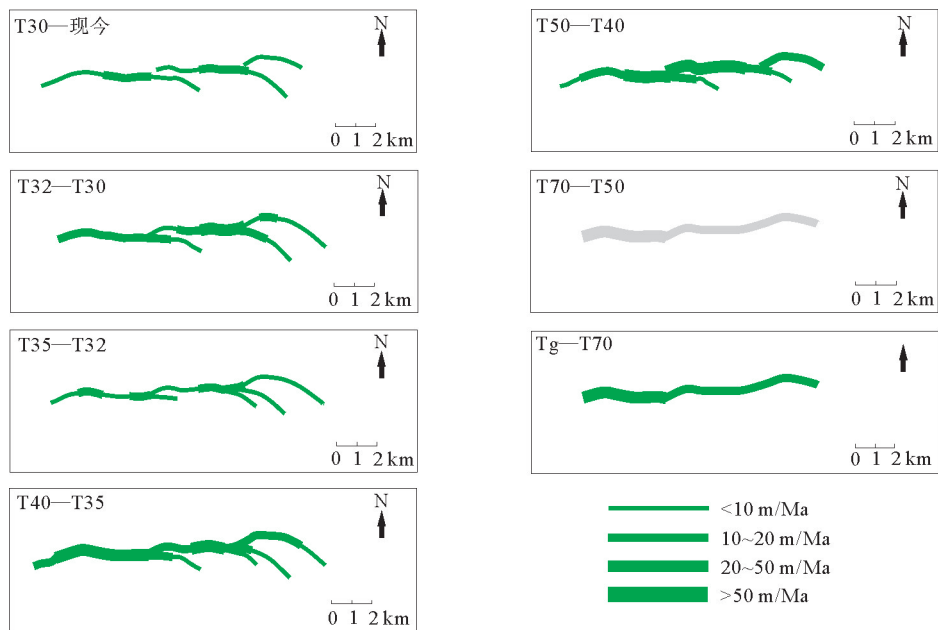 T30—现今
N
0 1 2 km
T32—T30
N
0 1 2 km
T35—T32
N
0 1 2 km
T40—T35
N
0 1 2 km
T50—T40
N
0 1 2 km
T70—T50
N
0 1 2 km
Tg—T70
0 1 2 km
<10 m/Ma
10~20 m/Ma
20~50 m/Ma
>50 m/Ma